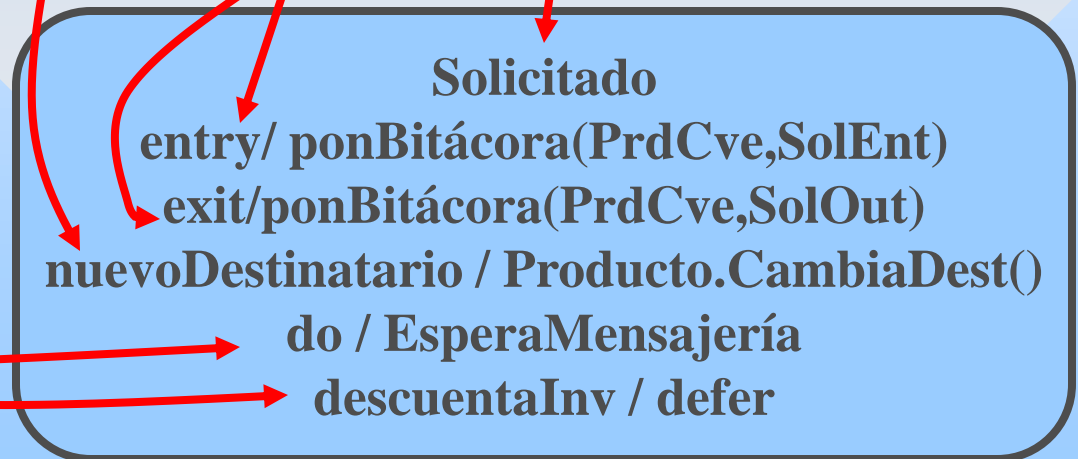 Solicitado
entry/ ponBitácora(PrdCve,SolEnt)
exit/ponBitácora(PrdCve,SolOut)
nuevoDestinatario / Producto.CambiaDest()
do / EsperaMensajería
descuentaInv / defer